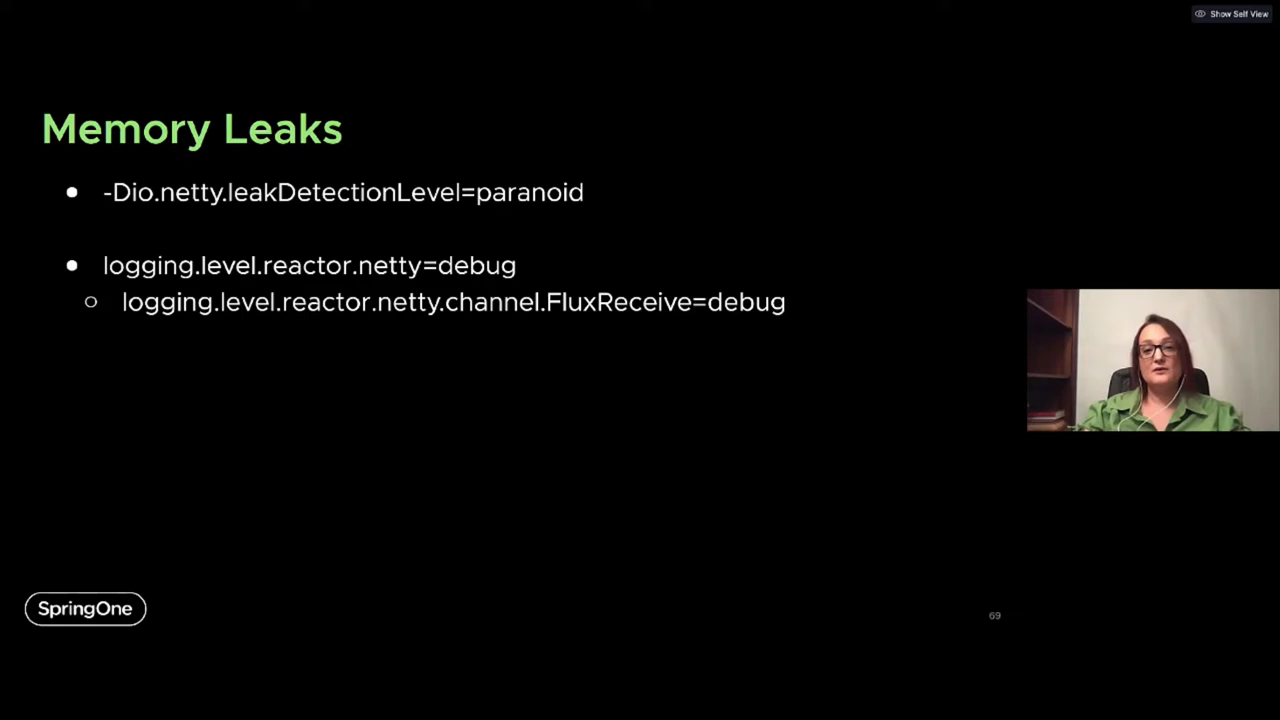 Show Self View
Memory Leaks
-Dio.netty.leakDetectionLevel=paranoid
logging.level.reactor.netty=debug
logging.level.reactor.netty.channel.FluxReceive=debug
SpringOne
69